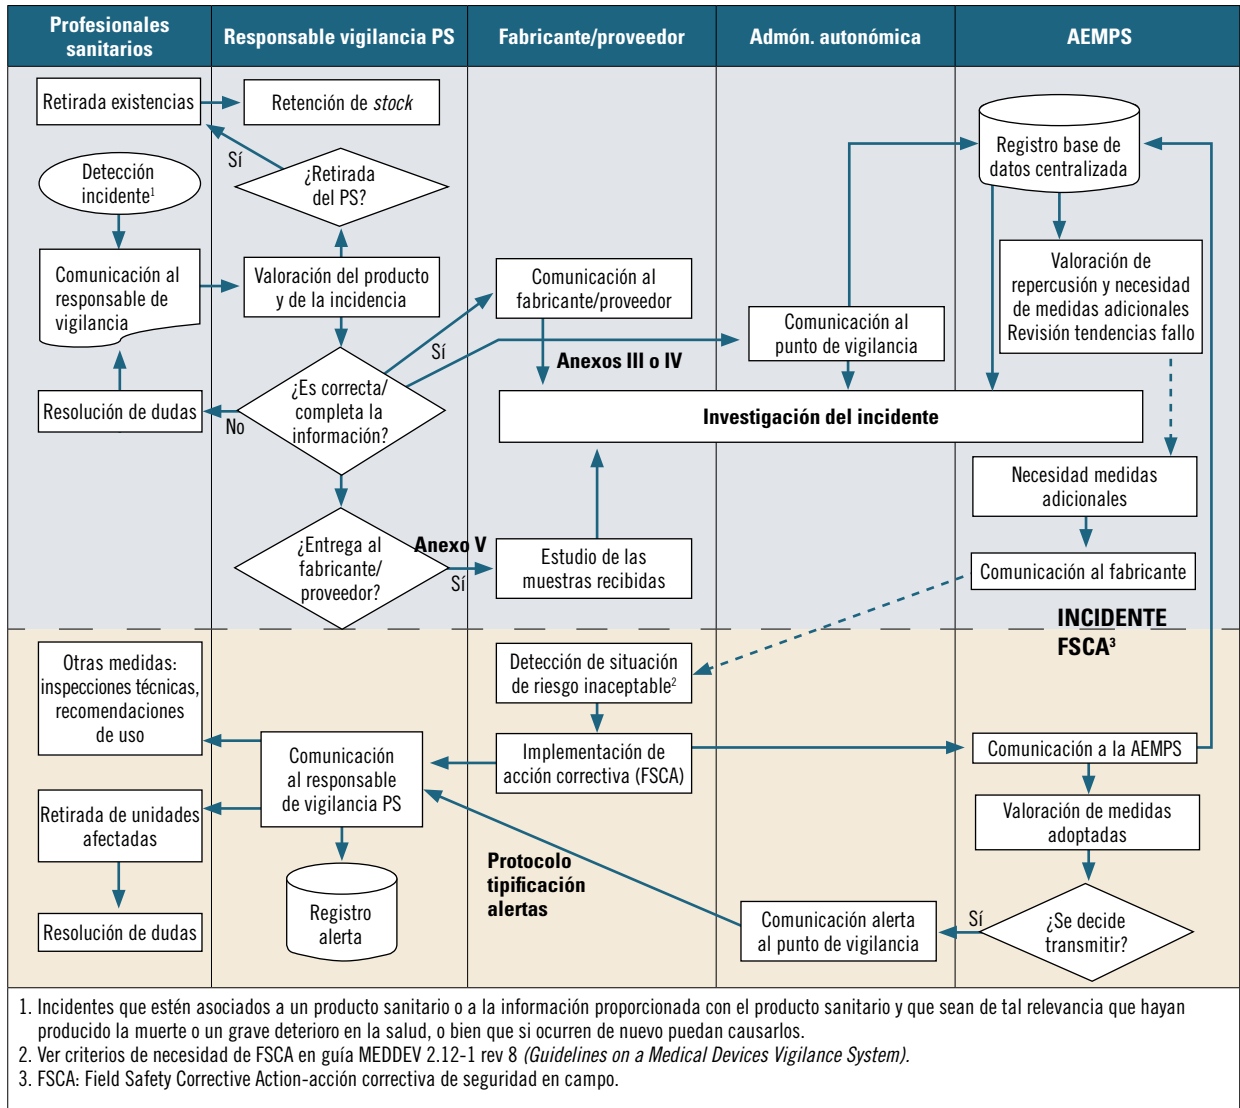 Profesionales
sanitarios
Responsable vigilancia PS
Fabricante/proveedor
Admón. autonómica
AEMPS
Retirada existencias
Retención de stock
Sí
¿Retirada
del PS?
Detección
incidente1
Registro base de
datos centralizada
Comunicación al
responsable de
vigilancia
Valoración del producto
y de la incidencia
Comunicación al
fabricante/proveedor
Comunicación al
punto de vigilancia
Valoración de
repercusión y necesidad
de medidas adicionales
Revisión tendencias fallo
Sí
Anexos III o IV
Resolución de dudas
No
¿Es correcta/
completa la
información?
Investigación del incidente
Necesidad medidas
adicionales
¿Entrega al
fabricante/
proveedor?
Anexo V
Sí
Estudio de las
muestras recibidas
Comunicación al fabricante
INCIDENTE
FSCA3
Otras medidas:
inspecciones técnicas,
recomendaciones
de uso
Detección de situación
de riesgo inaceptable2
Comunicación
al responsable
de vigilancia PS
Implementación de
acción correctiva (FSCA)
Comunicación a la AEMPS
Retirada de unidades
afectadas
Valoración de medidas
adoptadas
Protocolo
tipificación
alertas
Resolución de dudas
Registro
alerta
Comunicación alerta
al punto de vigilancia
Sí
¿Se decide
transmitir?
1. Incidentes que estén asociados a un producto sanitario o a la información proporcionada con el producto sanitario y que sean de tal relevancia que hayan
producido la muerte o un grave deterioro en la salud, o bien que si ocurren de nuevo puedan causarlos.
2. Ver criterios de necesidad de FSCA en guía MEDDEV 2.12-1 rev 8 (Guidelines on a Medical Devices Vigilance System).
3. FSCA: Field Safety Corrective Action-acción correctiva de seguridad en campo.